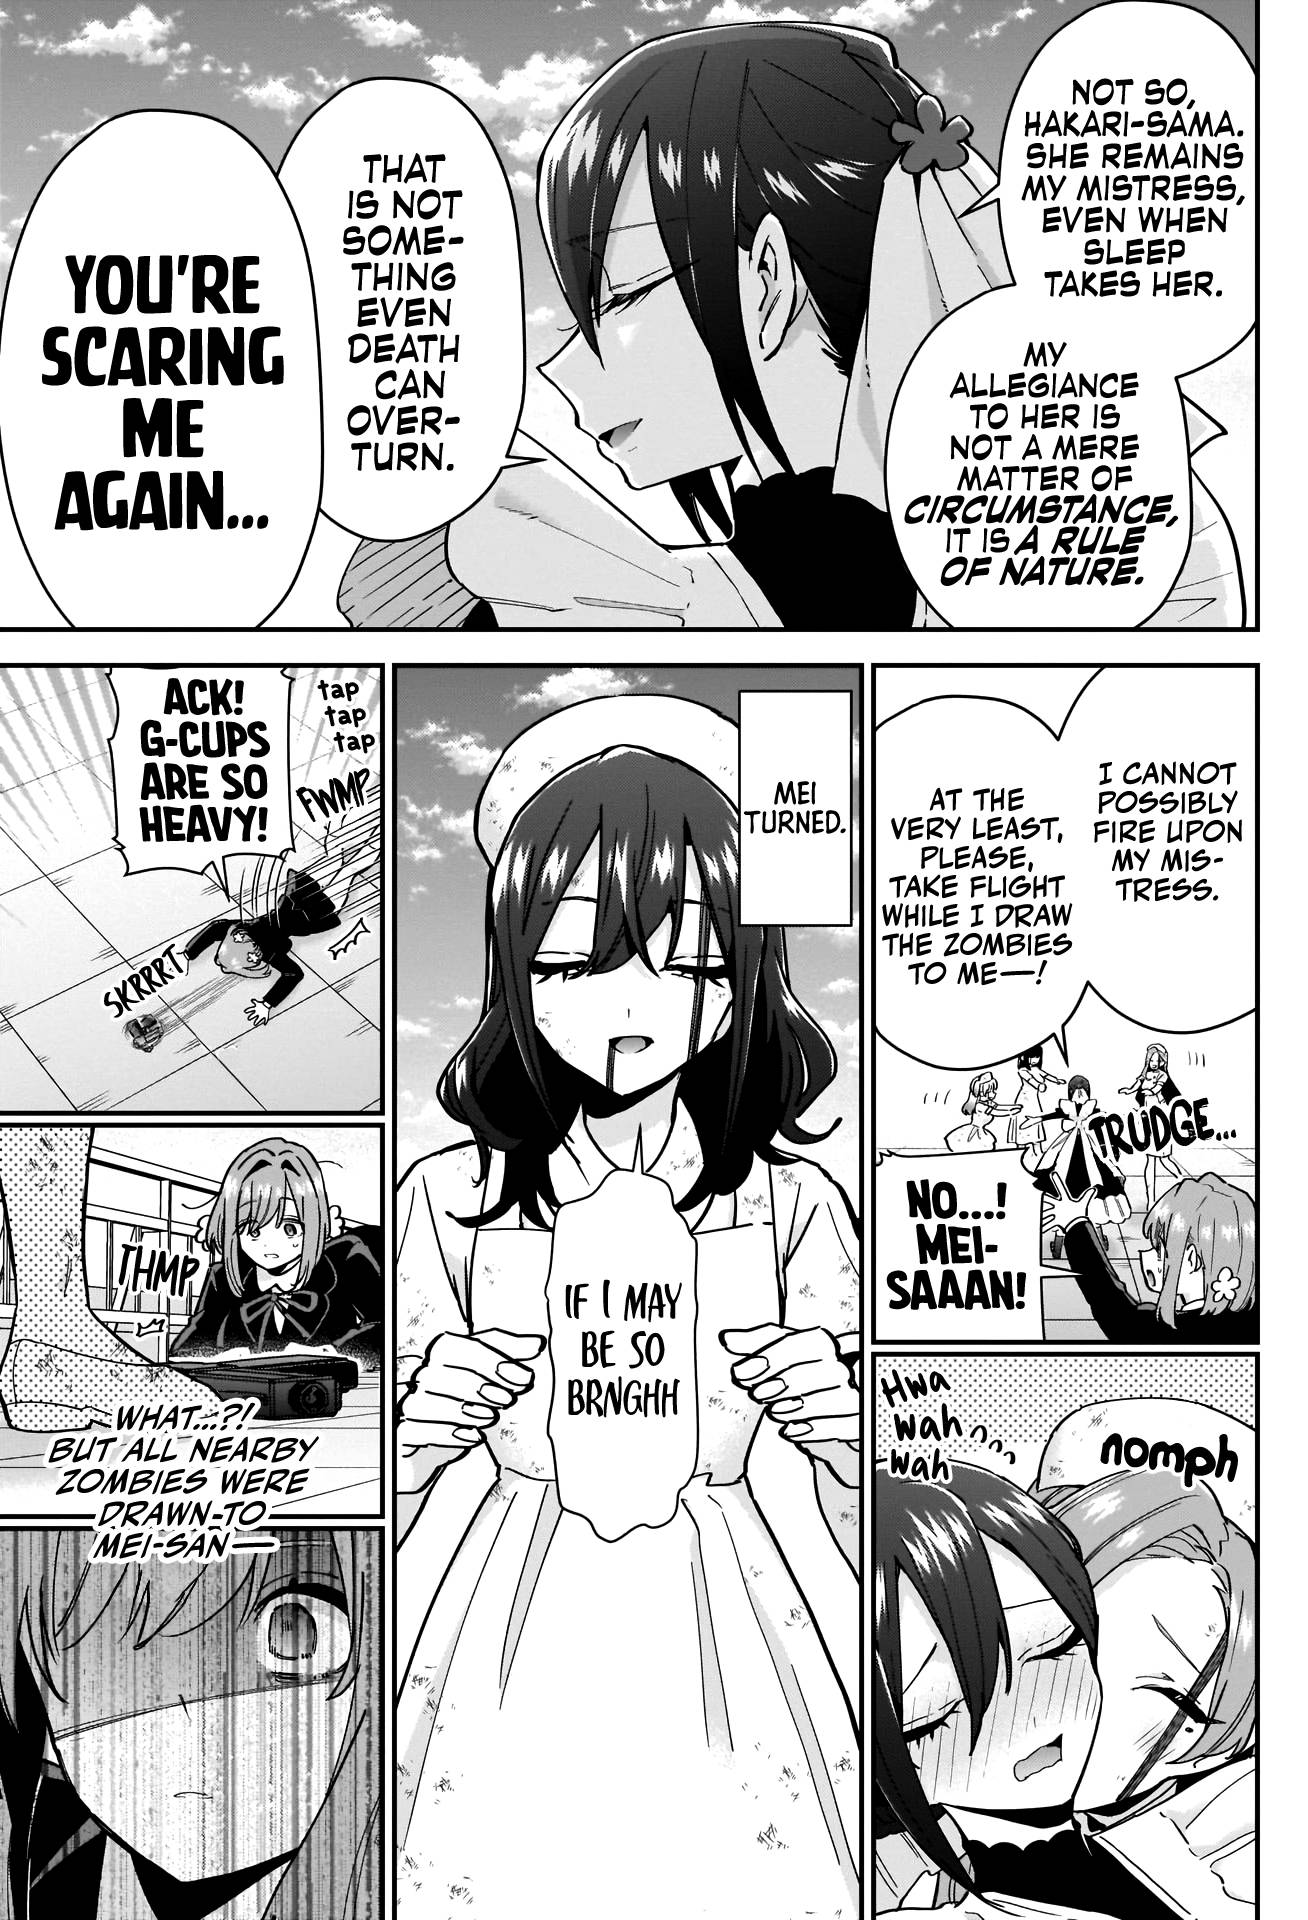 NOT SO,
HAKARI-SAMA.
SHE REMAINS
MY MISTRESS,
EVEN WHEN
SLEEP
TAKES HER.
MY
ALLEGIANCE
TO HER IS
NOT A MERE
MATTER OF
CIRCUMSTANCE,
IT IS A RULE
OF NATURE.
THAT
IS NOT
SOME-
THING
EVEN
DEATH
CAN
OVER-
TURN.
YOU'RE
SCARING
ME
AGAIN...
I CANNOT
POSSIBLY
FIRE UPON
MY MIS-
TRESS.
AT THE
VERY LEAST,
PLEASE,
TAKE FLIGHT
WHILE I DRAW
THE ZOMBIES
TO ME—!
TRUDGE...
NO...!
MEI-
SAAAN!
nomph
Hwa
wah
wah
MEI
TURNED.
IF I MAY
BE SO
BRNGHH
tap
tap
tap
ACK!
G-CUPS
ARE SO
HEAVY!
FWMP
SKRRRT
THMP
WHAT...?!
BUT ALL NEARBY
ZOMBIES WERE
DRAWN TO
MEI-SAN—